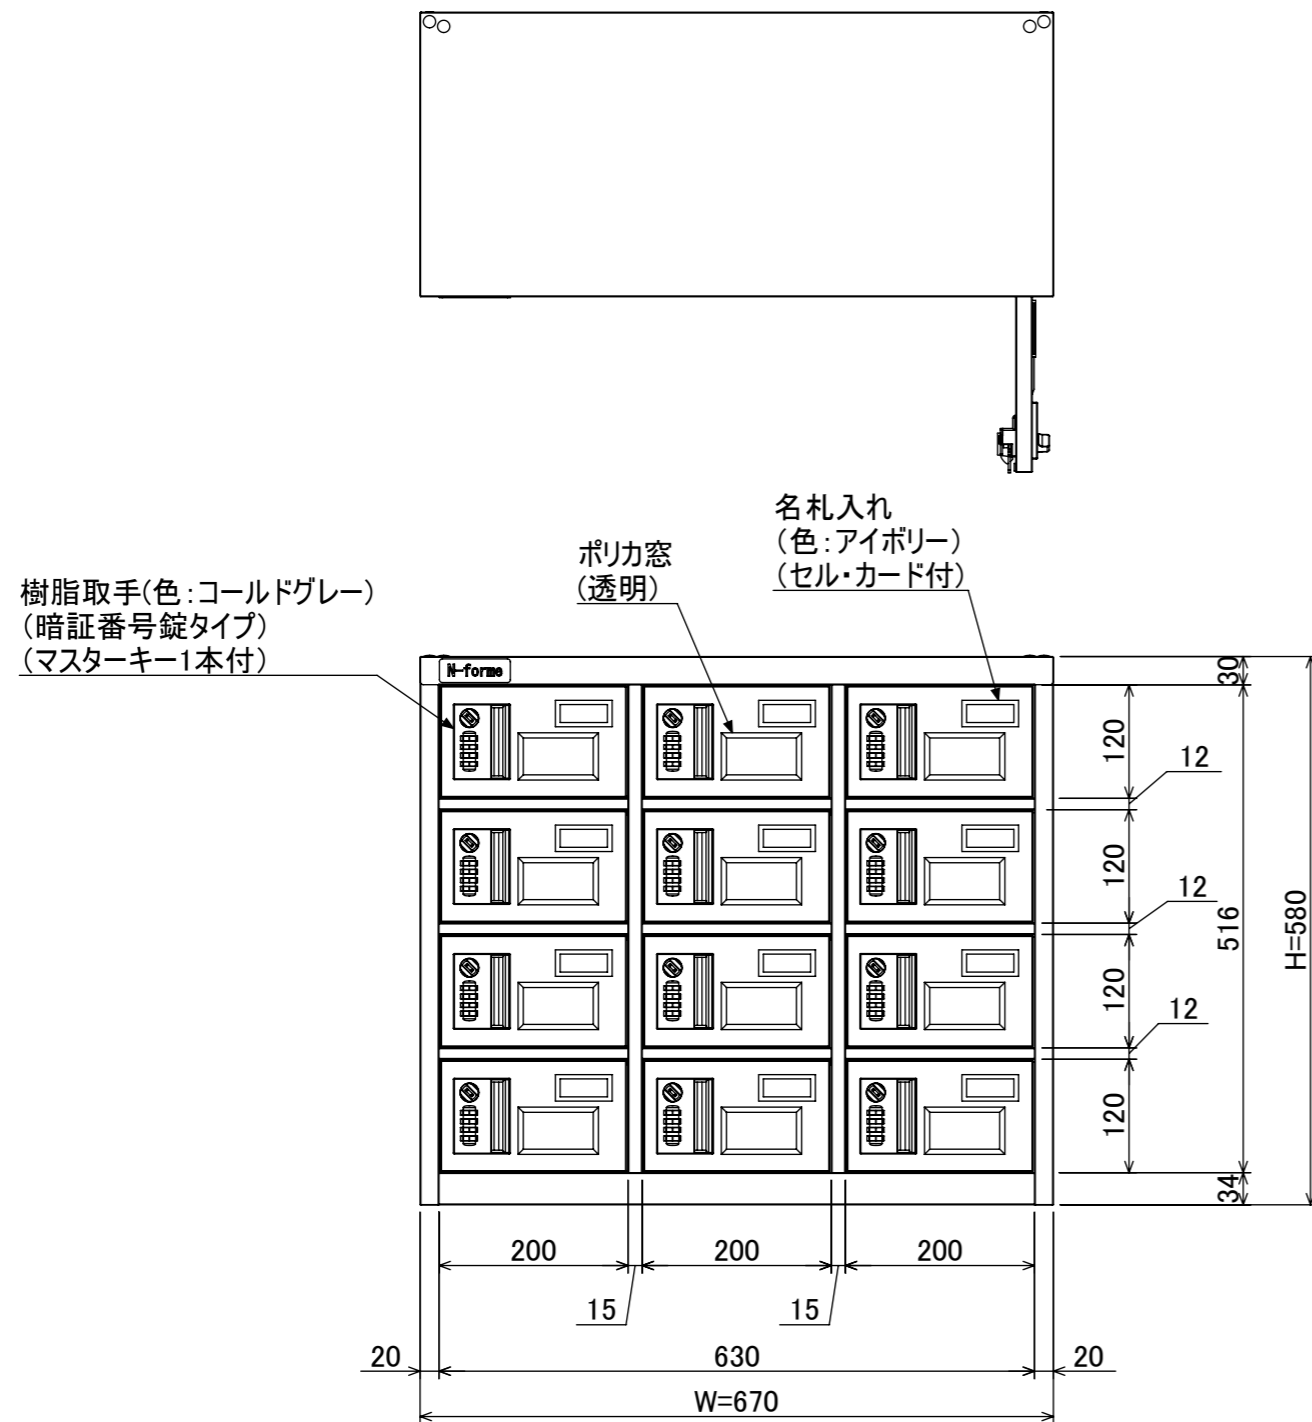 名札入れ
(色:アイボリー)
(セル・カード付)
ポリカ窓
(透明)
樹脂取手(色:コールドグレー)
(暗証番号錠タイプ)
(マスターキー1本付)
N-forme
30
120
12
120
12
516
H=580
120
12
120
34
200
200
200
15
15
20
630
20
W=670